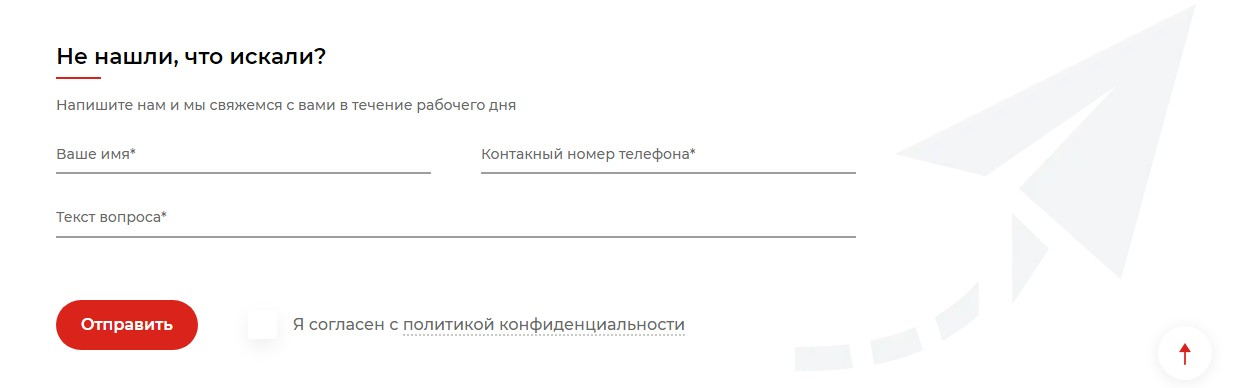 Не нашли, что искали?
Напишите нам и мы свяжемся с вами в течение рабочего дня
Ваше имя* Контакный номер телефона*
Текст вопроса*
Отправить Я согласен с политикой конфиденциальности